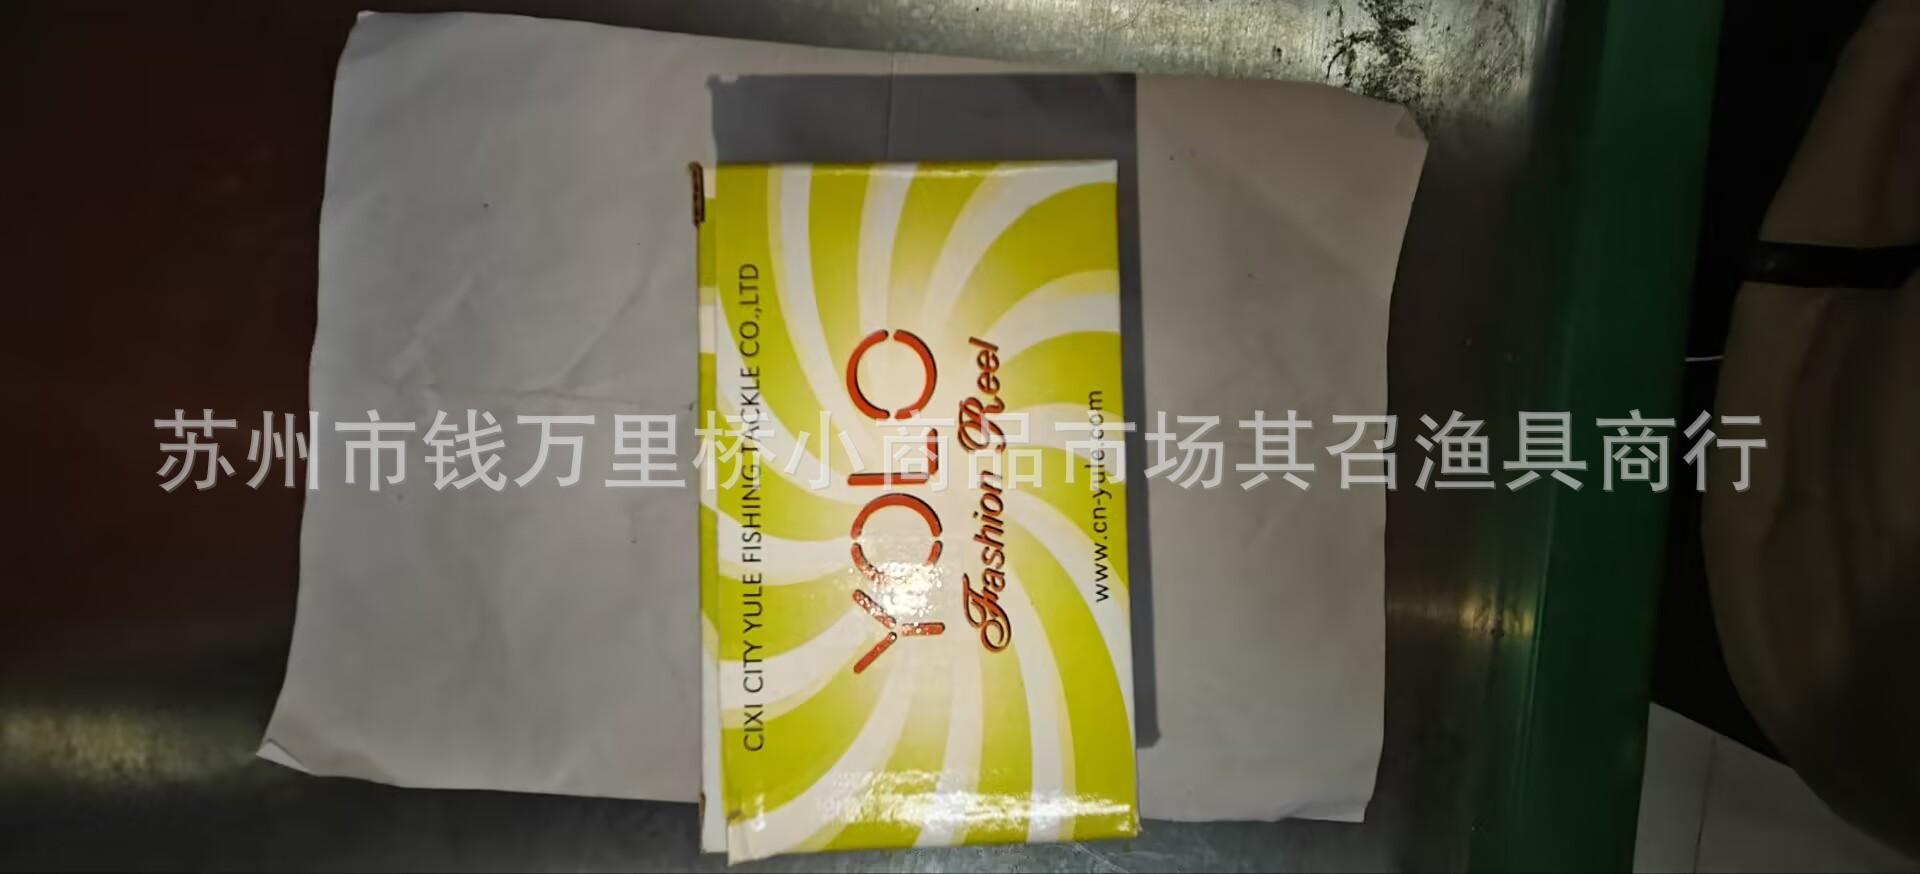 CIXI CITY YULE FISHING TACKLE CO.,LTD
YOLO
Frashion Reel
www.cn-yule.com
苏州市钱万里桥小商品市场其召渔具商行